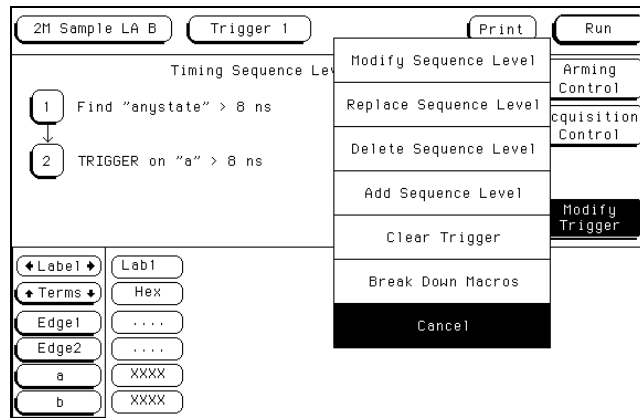 2M Sample LA B
Trigger 1
Print
Run
Timing Sequence Lev
1
Find "anystate" > 8 ns
2
TRIGGER on "a" > 8 ns
Modify Sequence Level
Replace Sequence Level
Delete Sequence Level
Add Sequence Level
Clear Trigger
Break Down Macros
Cancel
Arming
Control
cquisition
Control
Modify
Trigger
Label
Lab1
Terms
Hex
Edge1
....
Edge2
....
a
XXXX
b
XXXX